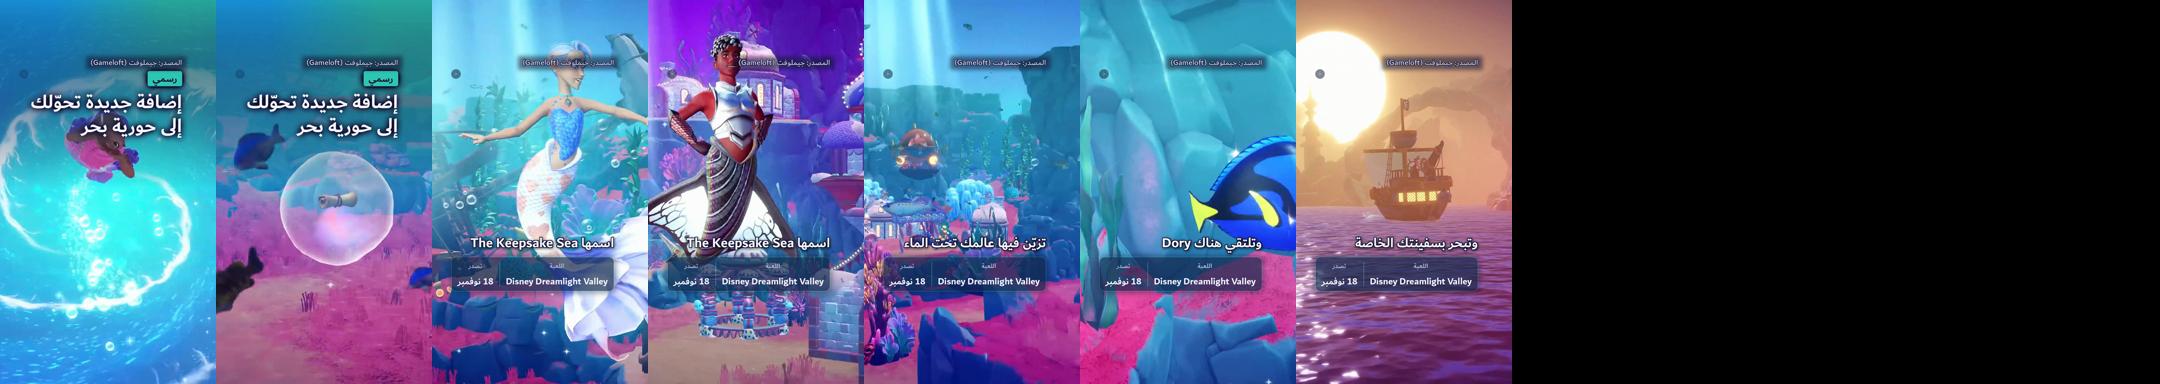 المصدر: جيملوفت (Gameloft)
رسمي
إضافة جديدة تحوّلك
إلى حورية بحر
المصدر: جيملوفت (Gameloft)
رسمي
إضافة جديدة تحوّلك
إلى حورية بحر
المصدر: جيملوفت (Gameloft)
اسمها The Keepsake Sea
اللعبة
تصدر
Disney Dreamlight Valley
18 نوفمبر
المصدر: جيملوفت (Gameloft)
اسمها The Keepsake Sea
اللعبة
تصدر
Disney Dreamlight Valley
18 نوفمبر
المصدر: جيملوفت (Gameloft)
تزيّن فيها عالمك تحت الماء
اللعبة
تصدر
Disney Dreamlight Valley
18 نوفمبر
المصدر: جيملوفت (Gameloft)
وتلتقي هناك Dory
اللعبة
تصدر
Disney Dreamlight Valley
18 نوفمبر
المصدر: جيملوفت (Gameloft)
وتبحر بسفينتك الخاصة
اللعبة
تصدر
Disney Dreamlight Valley
18 نوفمبر